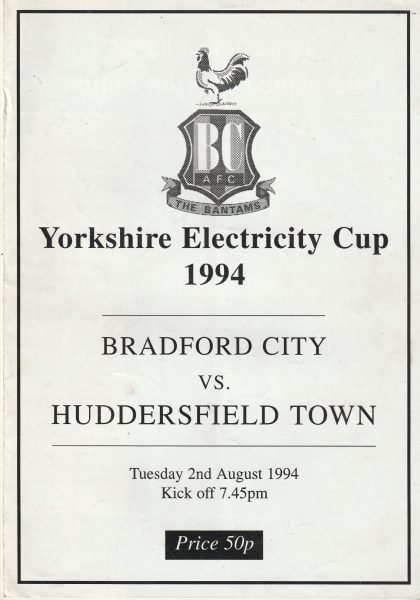 BC
AFC
THE BANTAMS
Yorkshire Electricity Cup
1994
BRADFORD CITY
VS.
HUDDERSFIELD TOWN
Tuesday 2nd August 1994
Kick off 7.45pm
Price 50p